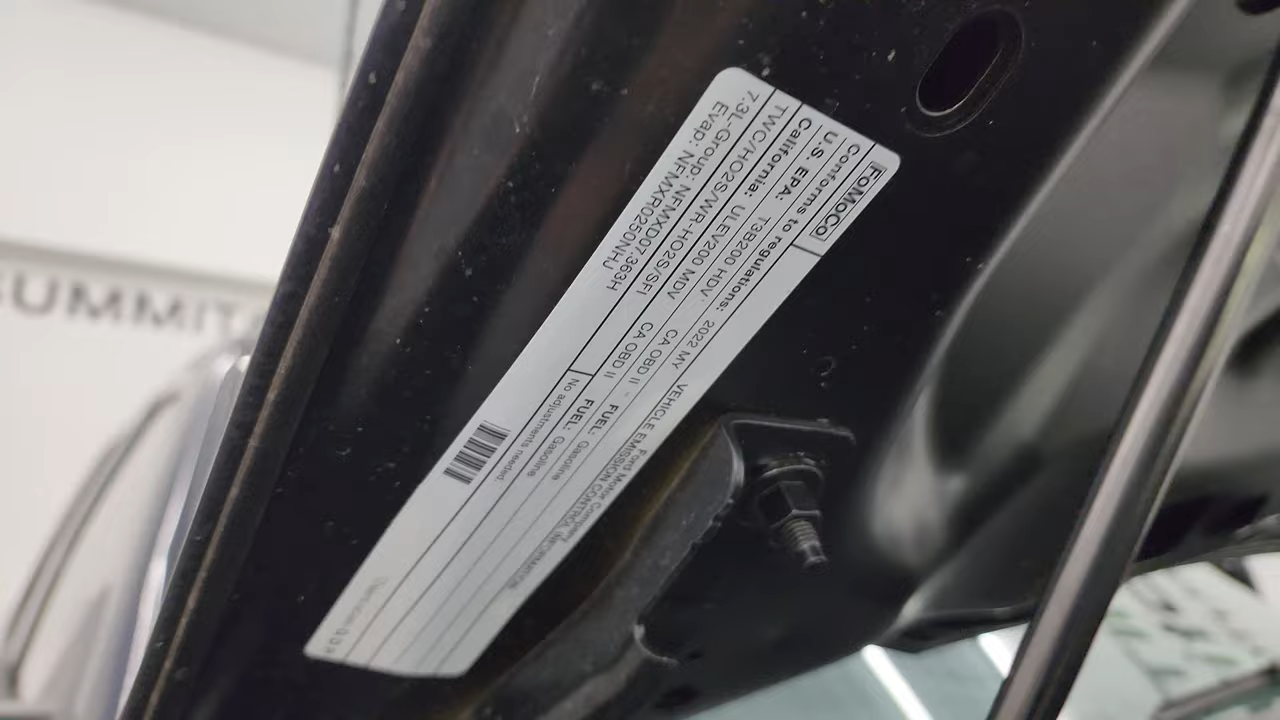 FoMoCo
Ford Motor Company
VEHICLE EMISSION CONTROL INFORMATION
Conforms to regulations: 2022 MY
U.S. EPA: T3B200 HDV CA OBD II FUEL: Gasoline
California: ULEV200 MDV CA OBD II FUEL: Gasoline
TWC/HO2S/WR-HO2S/SFI No adjustments needed.
7.3L-Group: NFMXD07.363H
Evap: NFMXR0250NHJ
SUMMIT